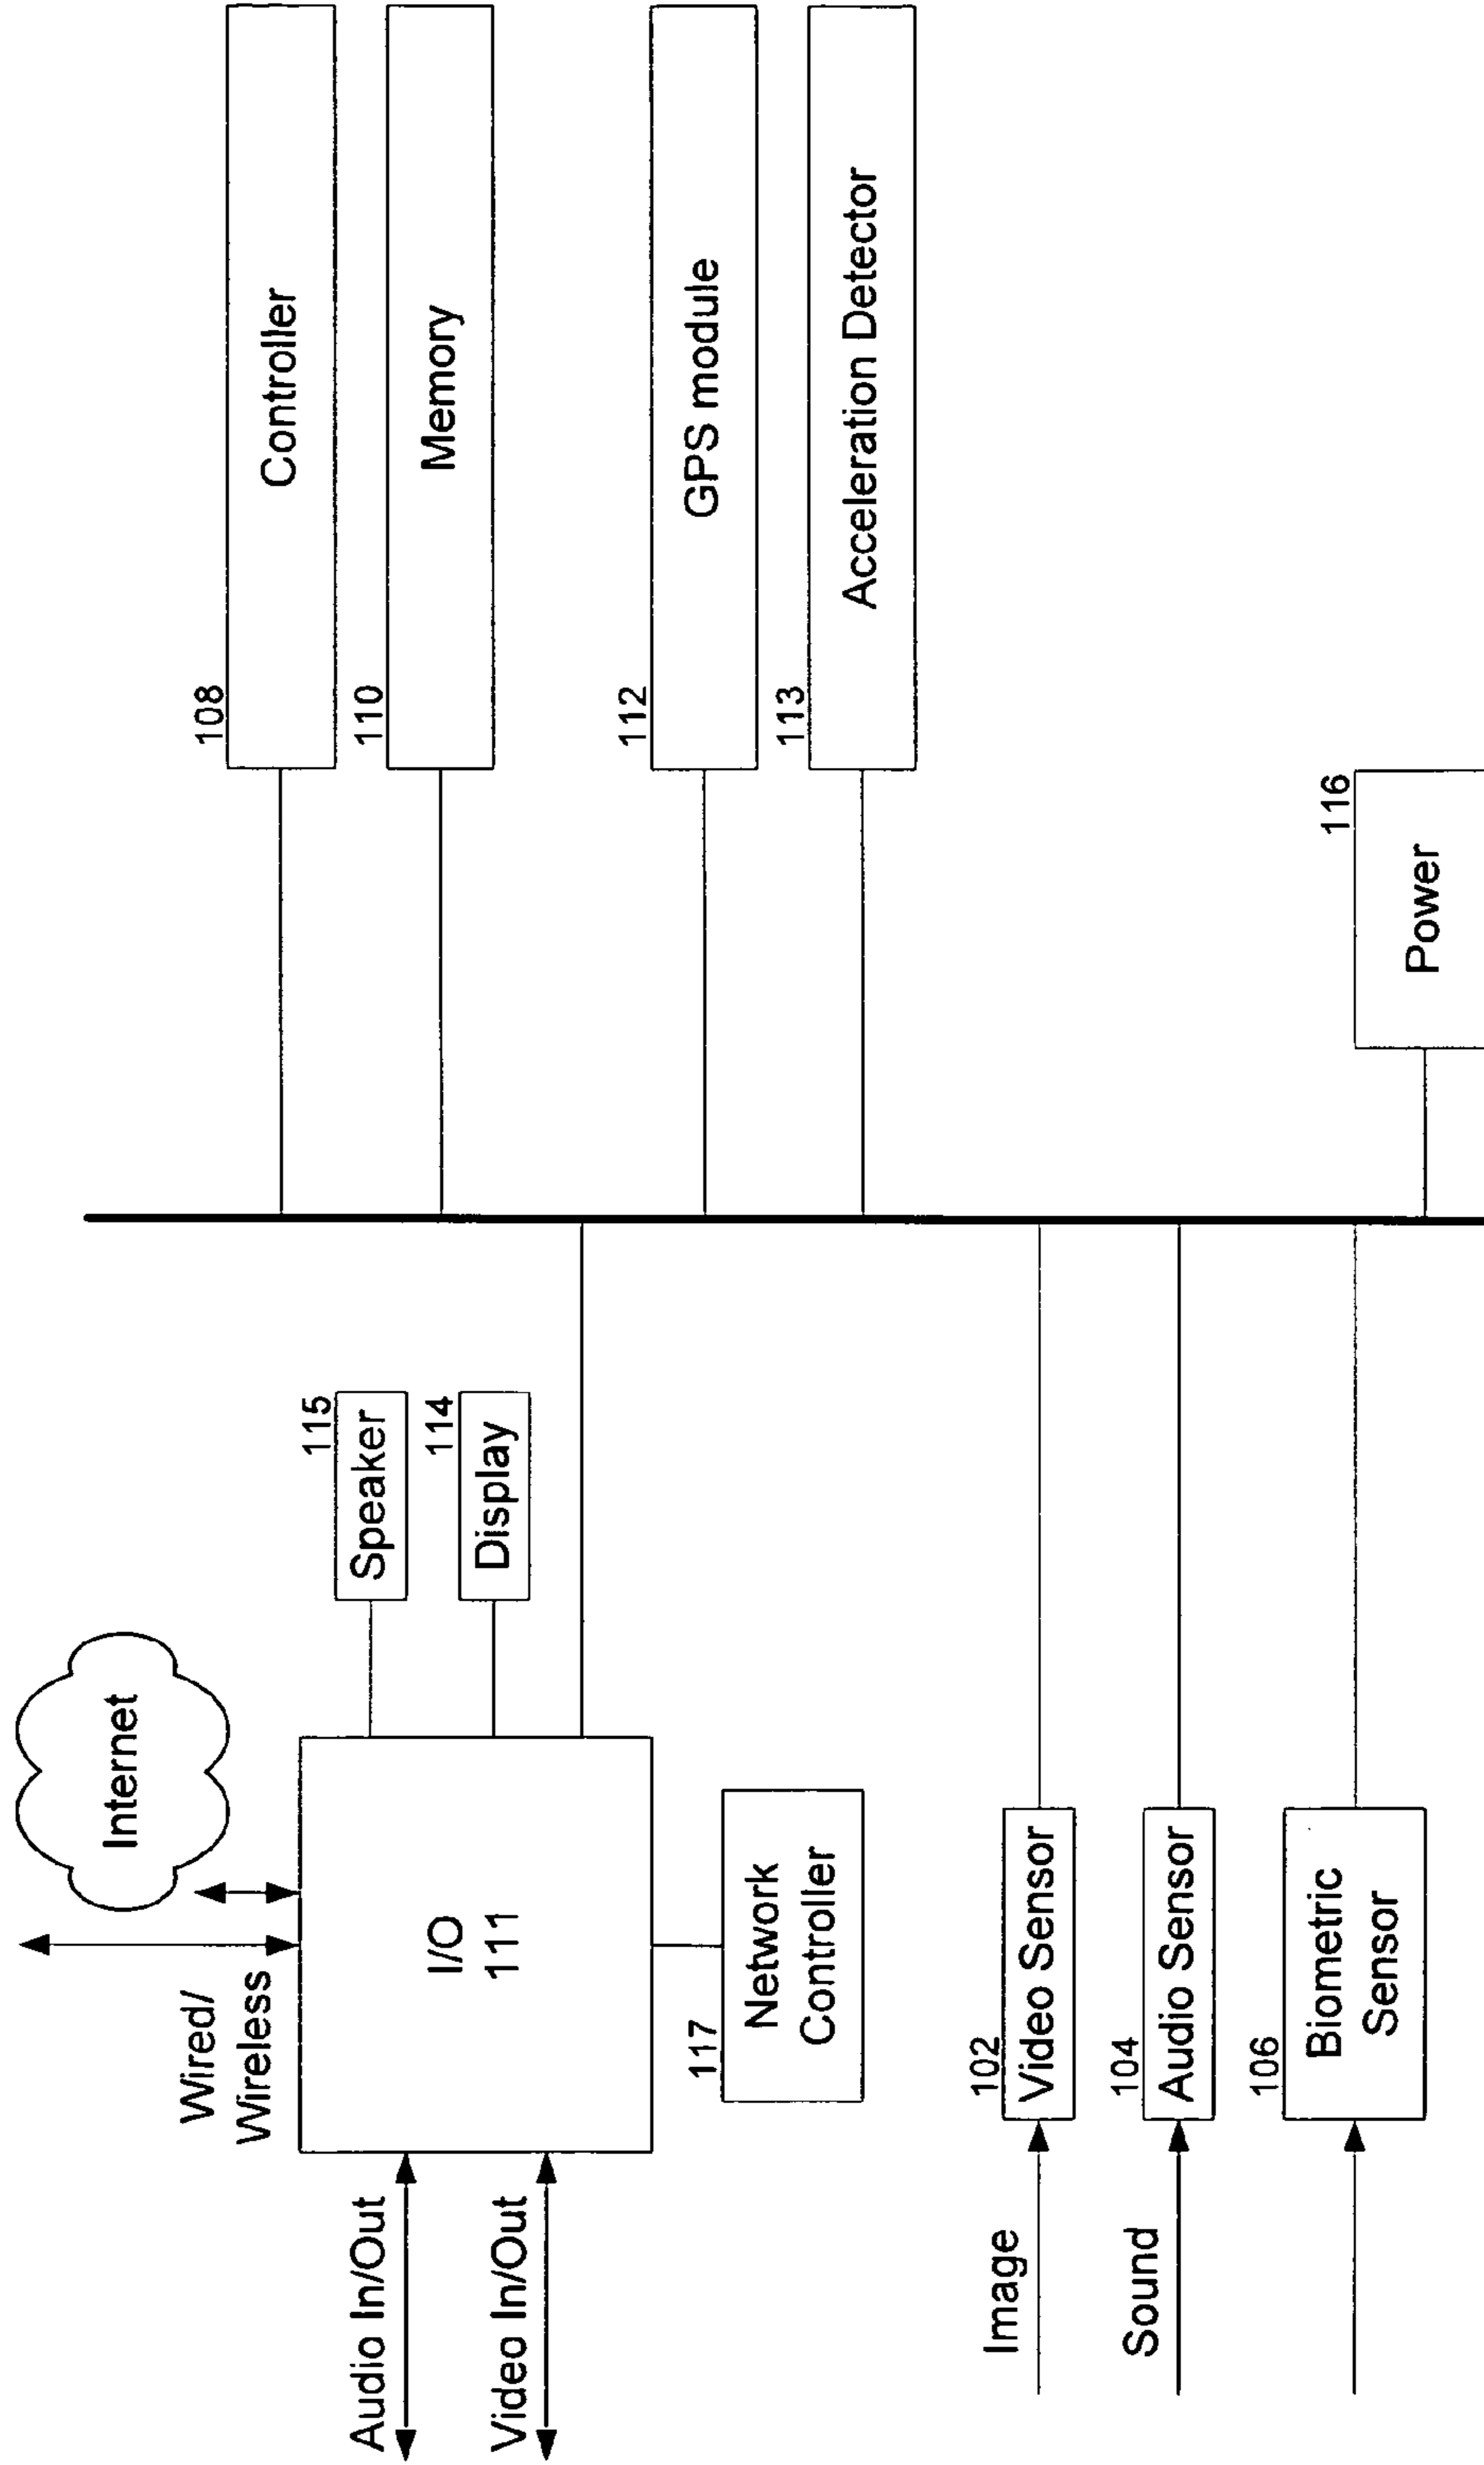 Internet
Wired/
Wireless
Audio In/Out
Video In/Out
I/O
111
115
Speaker
114
Display
117
Network
Controller
108
Controller
110
Memory
112
GPS module
113
Acceleration Detector
Image
102
Video Sensor
Sound
104
Audio Sensor
106
Biometric
Sensor
116
Power